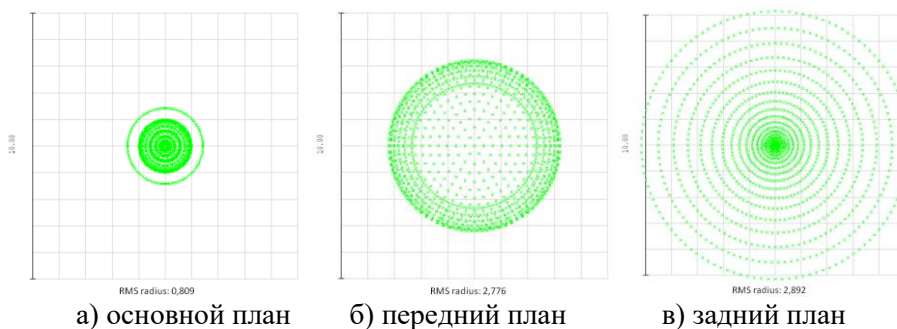 10.00
10.00
10.00
RMS radius: 0,809
RMS radius: 2,776
RMS radius: 2,892
а) основной план
б) передний план
в) задний план